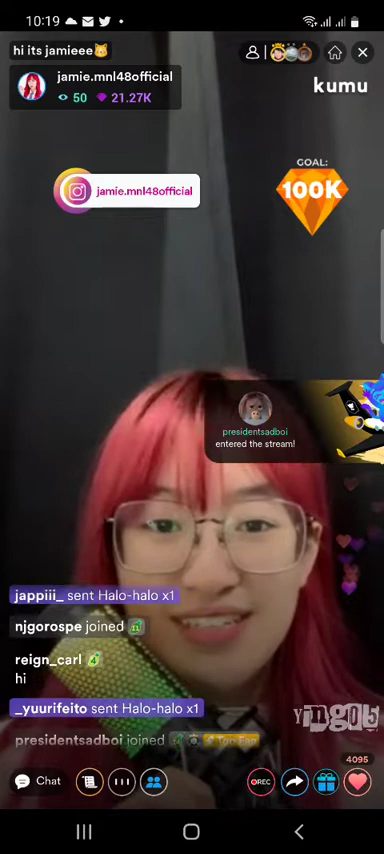 10:19
hi its jamieee
jamie.mnl48official
50 21.27K
kumu
jamie.mnl48official
GOAL:
100K
presidentsadboi
entered the stream!
jappiii_ sent Halo-halo x1
njgorospe joined 11
reign_carl 4
hi
_yuurifeito sent Halo-halo x1
presidentsadboi joined Top Fan
4095
Chat
REC